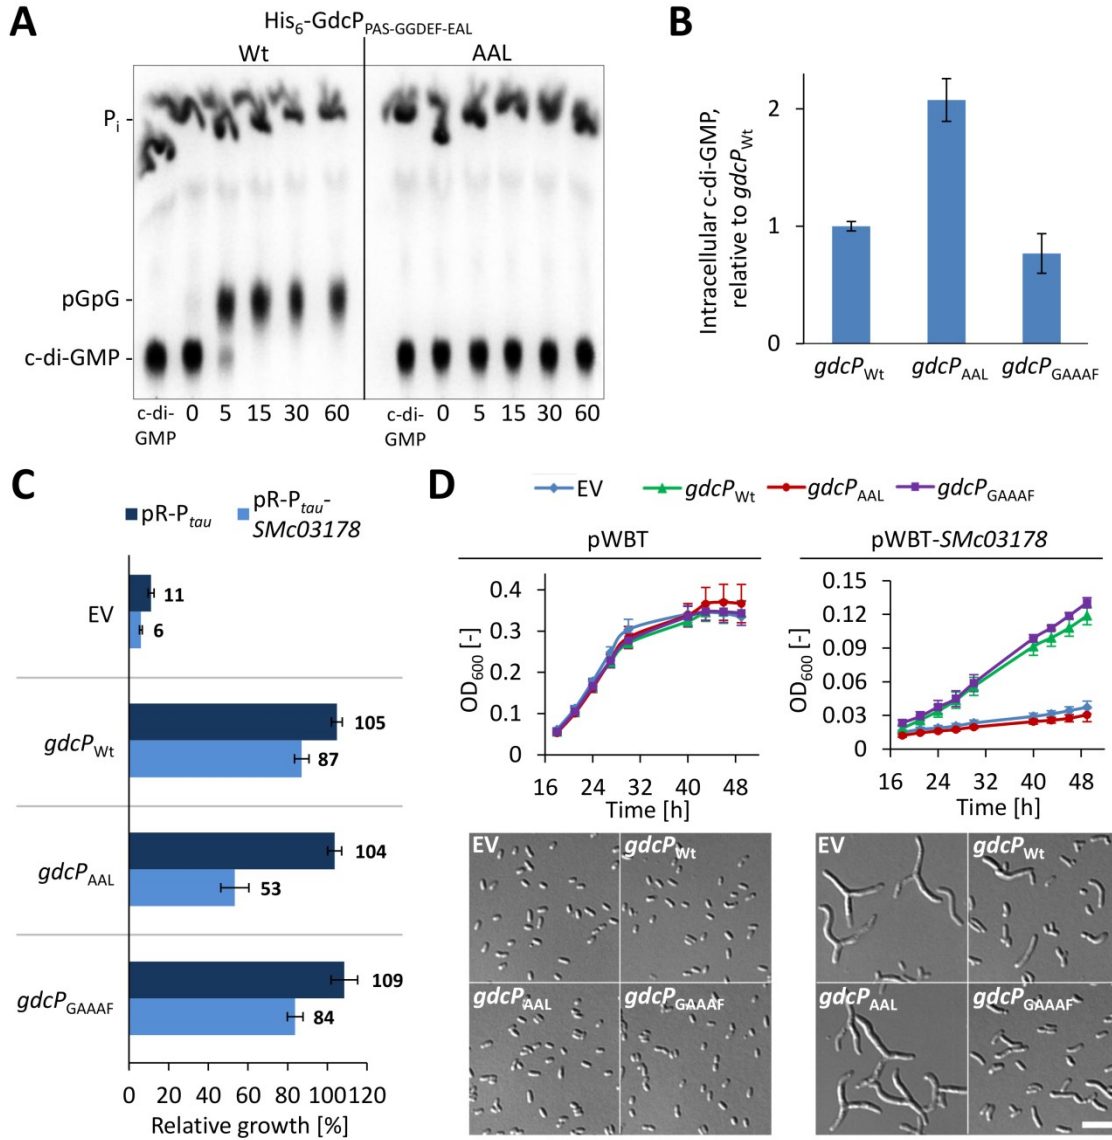 A
His6-GdcPPAS-GGDEF-EAL
Wt
AAL
Pi
pGpG
c-di-GMP
c-di-GMP 0 5 15 30 60
c-di-GMP 0 5 15 30 60
B
Intracellular c-di-GMP,
relative to gdcPWt
2
1
0
gdcPWt gdcPAAL gdcPGAAAF
C
pR-Ptau
pR-Ptau-
SMc03178
EV
11
6
gdcPWt
105
87
gdcPAAL
104
53
gdcPGAAAF
109
84
0 20 40 60 80 100 120
Relative growth [%]
D
EV gdcPWt gdcPAAL gdcPGAAAF
pWBT
OD600 [-]
0.4
0.3
0.2
0.1
0
16 24 32 40 48
Time [h]
pWBT-SMc03178
OD600 [-]
0.15
0.12
0.09
0.06
0.03
0
16 24 32 40 48
Time [h]
EV gdcPWt
gdcPAAL gdcPGAAAF
EV gdcPWt
gdcPAAL gdcPGAAAF